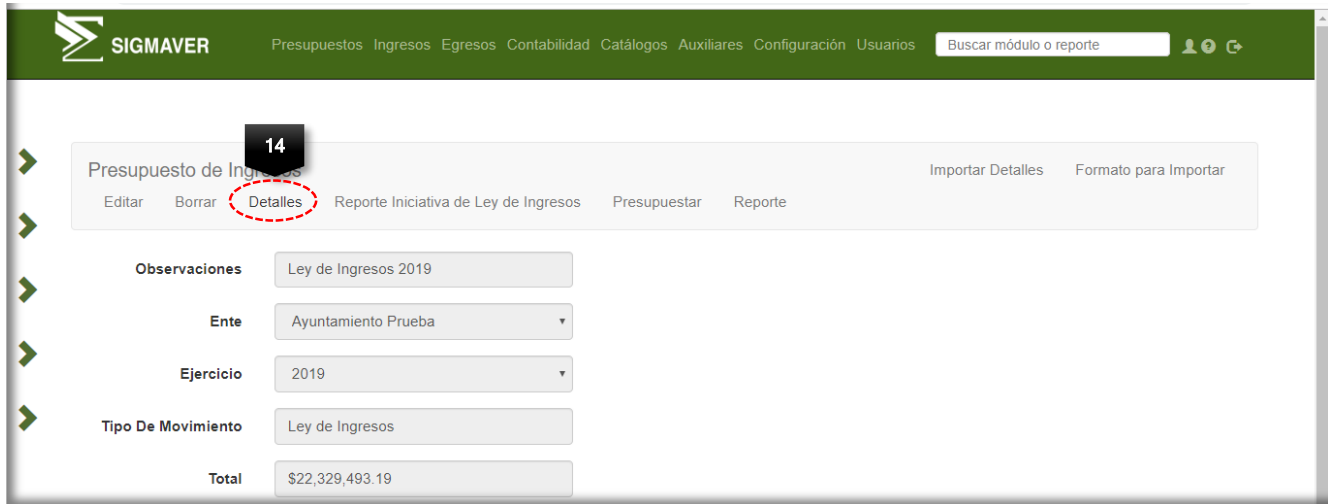 SIGMAVER
Presupuestos Ingresos Egresos Contabilidad Catálogos Auxiliares Configuración Usuarios
Buscar módulo o reporte
14
Presupuesto de Ingresos
Importar Detalles Formato para Importar
Editar Borrar Detalles Reporte Iniciativa de Ley de Ingresos Presupuestar Reporte
Observaciones Ley de Ingresos 2019
Ente Ayuntamiento Prueba
Ejercicio 2019
Tipo De Movimiento Ley de Ingresos
Total $22,329,493.19